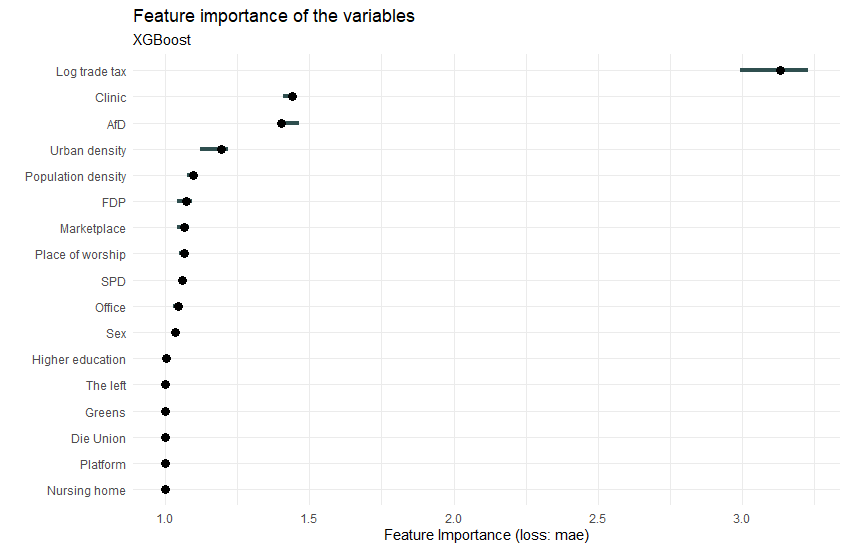 Feature importance of the variables
XGBoost
Log trade tax
Clinic
AfD
Urban density
Population density
FDP
Marketplace
Place of worship
SPD
Office
Sex
Higher education
The left
Greens
Die Union
Platform
Nursing home
1.0 1.5 2.0 2.5 3.0
Feature Importance (loss: mae)